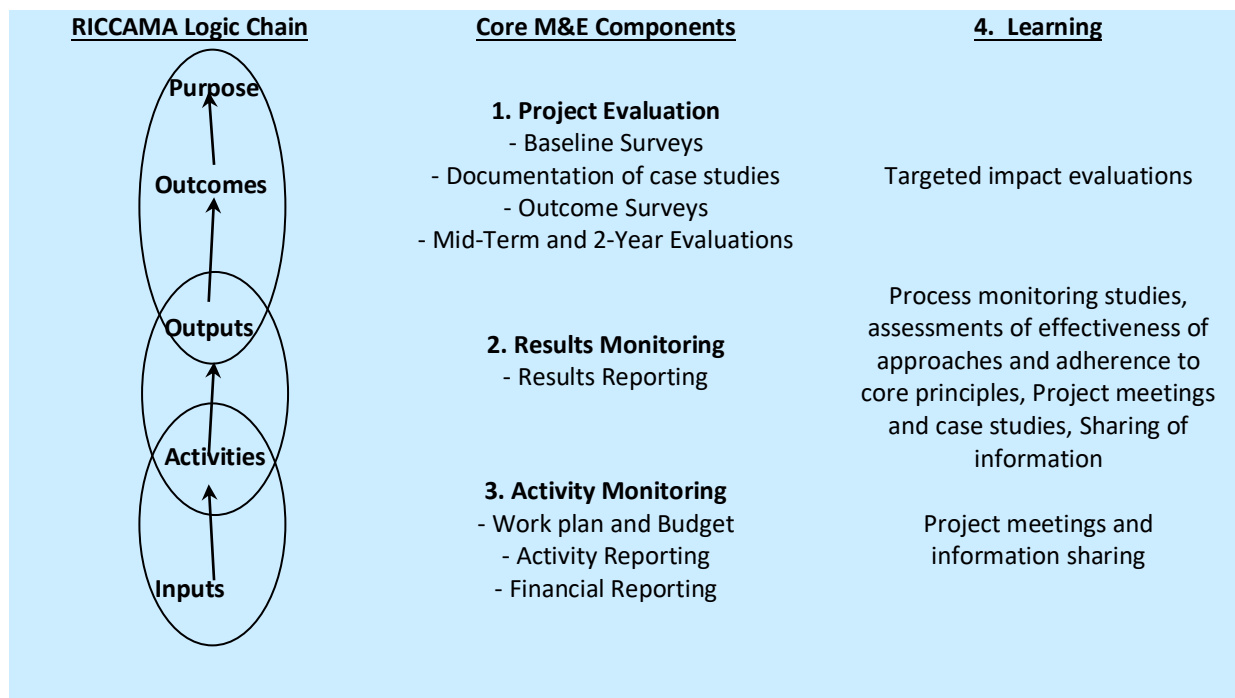 RICCAMA Logic Chain
Purpose
Outcomes
Outputs
Activities
Inputs
Core M&E Components
1. Project Evaluation
- Baseline Surveys
- Documentation of case studies
- Outcome Surveys
- Mid-Term and 2-Year Evaluations
2. Results Monitoring
- Results Reporting
3. Activity Monitoring
- Work plan and Budget
- Activity Reporting
- Financial Reporting
4. Learning
Targeted impact evaluations
Process monitoring studies,
assessments of effectiveness of
approaches and adherence to
core principles, Project meetings
and case studies, Sharing of
information
Project meetings and
information sharing